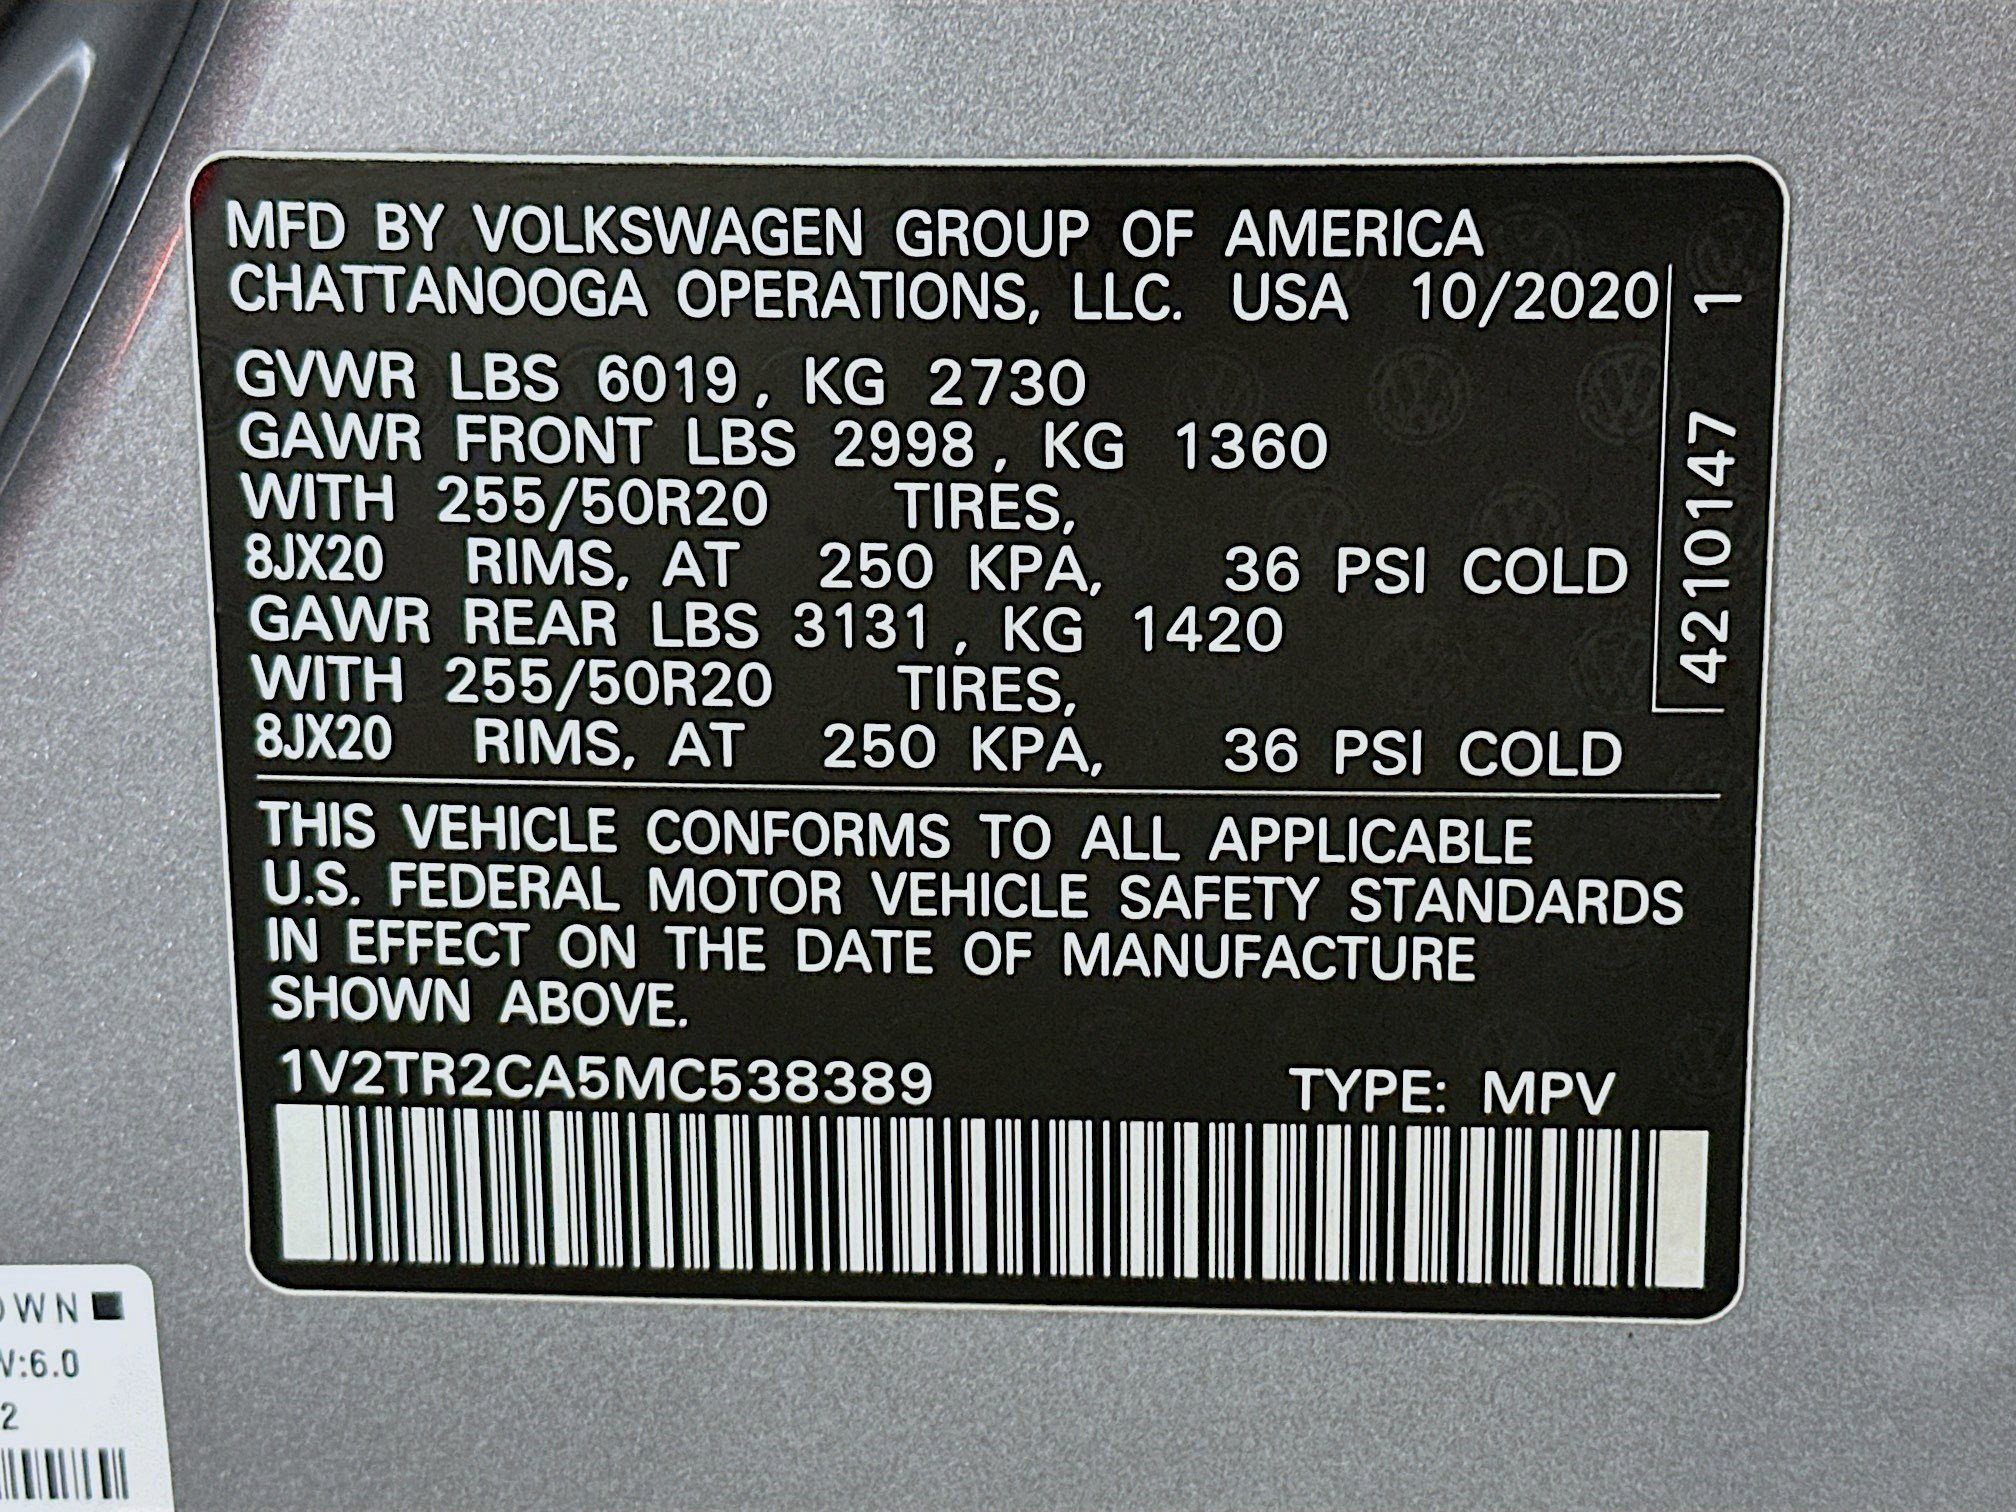 MFD BY VOLKSWAGEN GROUP OF AMERICA
CHATTANOOGA OPERATIONS, LLC. USA 10/2020
GVWR LBS 6019, KG 2730
GAWR FRONT LBS 2998, KG 1360
WITH 255/50R20 TIRES,
8JX20 RIMS, AT 250 KPA, 36 PSI COLD
GAWR REAR LBS 3131, KG 1420
WITH 255/50R20 TIRES,
8JX20 RIMS, AT 250 KPA, 36 PSI COLD
4210147 1
THIS VEHICLE CONFORMS TO ALL APPLICABLE
U.S. FEDERAL MOTOR VEHICLE SAFETY STANDARDS
IN EFFECT ON THE DATE OF MANUFACTURE
SHOWN ABOVE.
1V2TR2CA5MC538389 TYPE: MPV
OWN
V:6.0
2